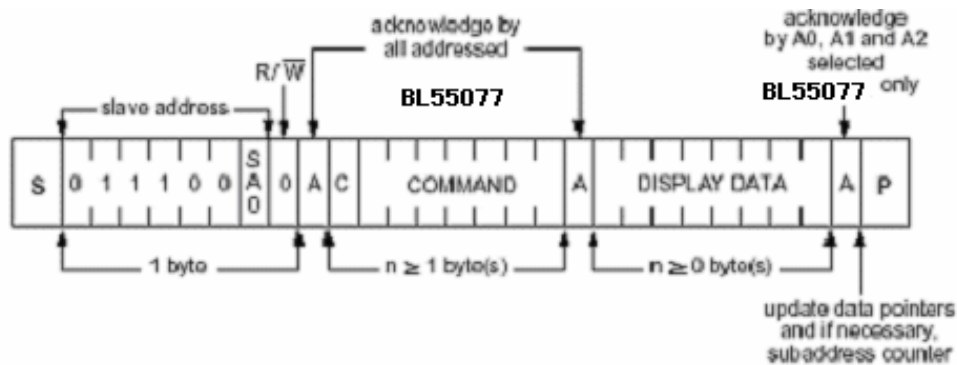 acknowledge by
all addressed
BL55077
acknowledge
by A0, A1 and A2
selected
BL55077 only
R/W
slave address
S 0 1 1 1 0 0 SA0 0 A C COMMAND A DISPLAY DATA A P
1 byte
n ≥ 1 byte(s)
n ≥ 0 byte(s)
update data pointers
and if necessary,
subaddress counter